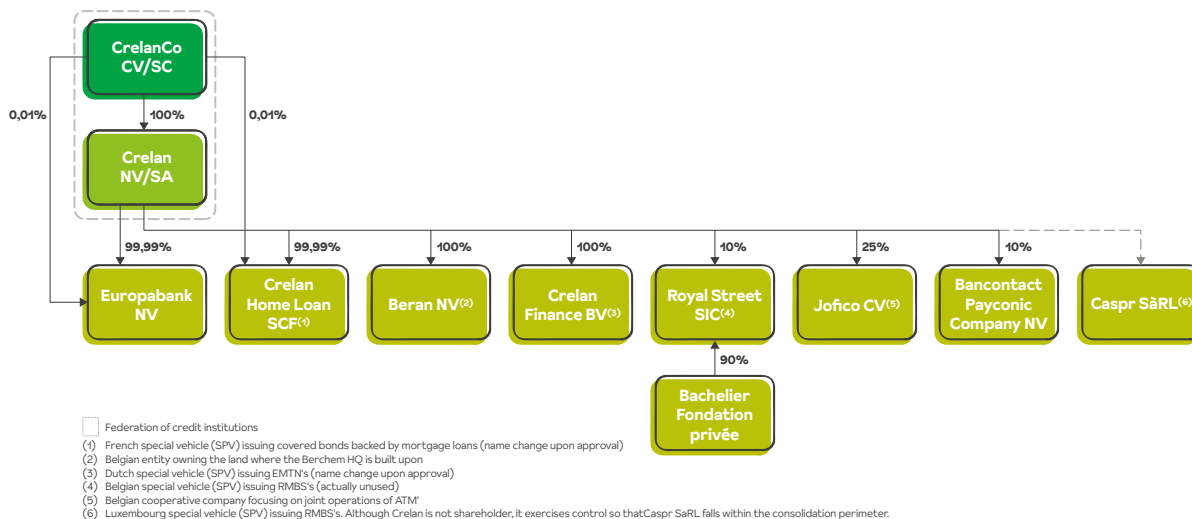 CrelanCo
CV/SC
0,01%
100%
0,01%
Crelan
NV/SA
99,99%
99,99%
100%
100%
10%
25%
10%
Europabank
NV
Crelan
Home Loan
SCF(1)
Beran NV(2)
Crelan
Finance BV(3)
Royal Street
SIC(4)
Jofico CV(5)
Bancontact
Payconic
Company NV
Caspr SàRL(6)
90%
Bachelier
Fondation
privée
Federation of credit institutions
(1) French special vehicle (SPV) issuing covered bonds backed by mortgage loans (name change upon approval)
(2) Belgian entity owning the land where the Berchem HQ is built upon
(3) Dutch special vehicle (SPV) issuing EMTN's (name change upon approval)
(4) Belgian special vehicle (SPV) issuing RMBS's (actually unused)
(5) Belgian cooperative company focusing on joint operations of ATM'
(6) Luxembourg special vehicle (SPV) issuing RMBS's. Although Crelan is not shareholder, it exercises control so thatCaspr SaRL falls within the consolidation perimeter.